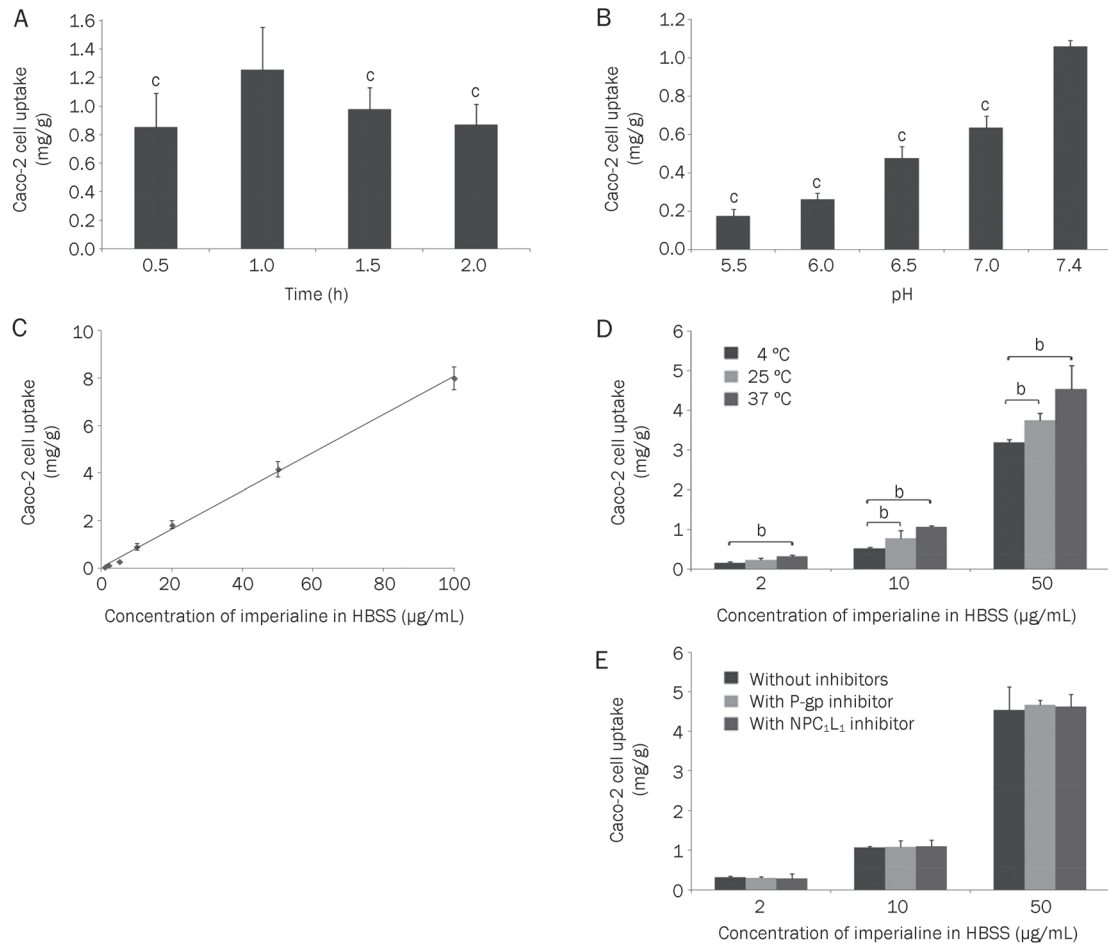 A
Caco-2 cell uptake
(mg/g)
1.6
1.4
1.2
1.0
0.8
0.6
0.4
0.2
0.0
c
c
c
0.5
1.0
1.5
2.0
Time (h)
B
Caco-2 cell uptake
(mg/g)
1.2
1.0
0.8
0.6
0.4
0.2
0.0
c
c
c
c
5.5
6.0
6.5
7.0
7.4
pH
C
Caco-2 cell uptake
(mg/g)
10
8
6
4
2
0
0
20
40
60
80
100
Concentration of imperialine in HBSS (µg/mL)
D
Caco-2 cell uptake
(mg/g)
6
5
4
3
2
1
0
4 ºC
25 ºC
37 ºC
b
b
b
b
b
2
10
50
Concentration of imperialine in HBSS (µg/mL)
E
Caco-2 cell uptake
(mg/g)
6
5
4
3
2
1
0
Without inhibitors
With P-gp inhibitor
With NPC₁L₁ inhibitor
2
10
50
Concentration of imperialine in HBSS (µg/mL)